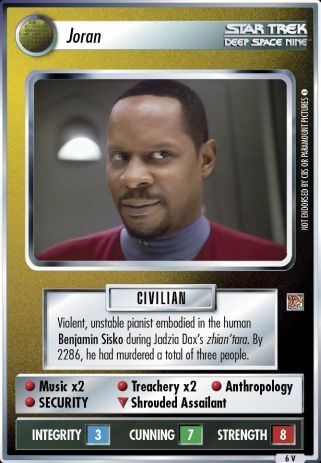 Joran
STAR TREK
DEEP SPACE NINE
NOT ENDORSED BY CBS OR PARAMOUNT PICTURES
CIVILIAN
Violent, unstable pianist embodied in the human
Benjamin Sisko during Jadzia Dax's zhian'tara. By
2286, he had murdered a total of three people.
Music x2 Treachery x2 Anthropology
SECURITY Shrouded Assailant
INTEGRITY 3 CUNNING 7 STRENGTH 8
6 V